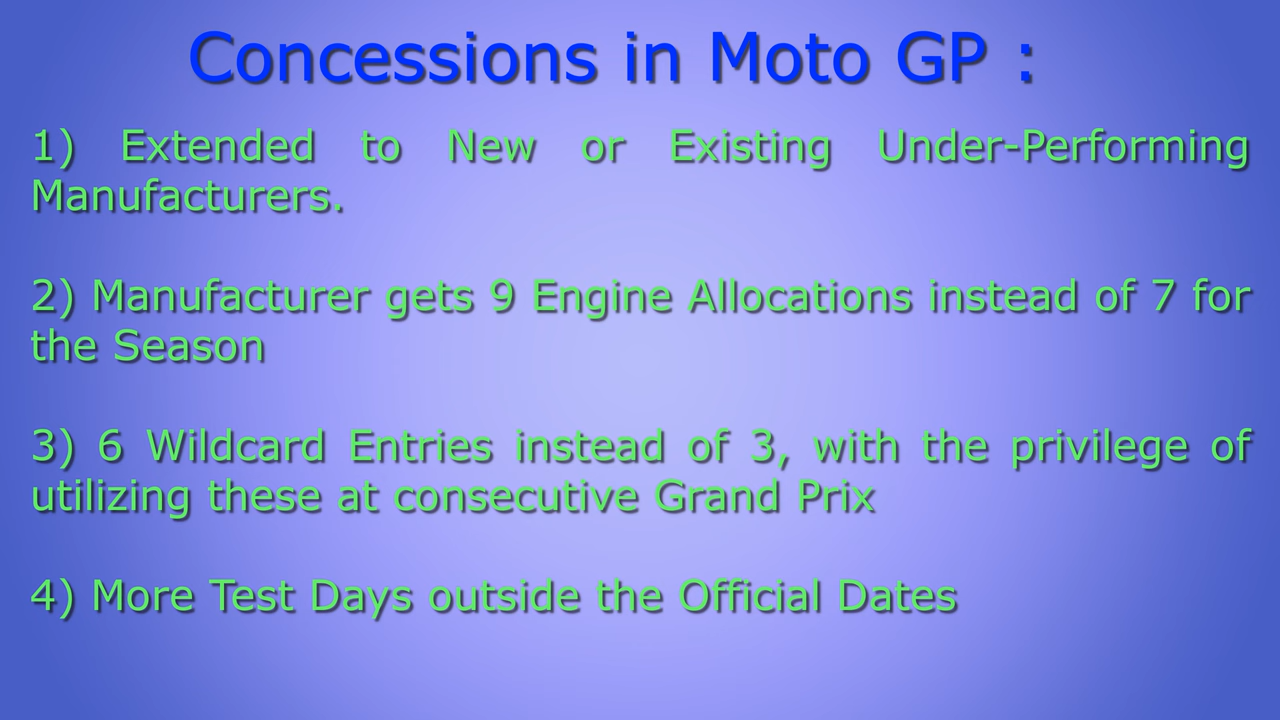 Concessions in Moto GP :
1) Extended to New or Existing Under-Performing
Manufacturers.
2) Manufacturer gets 9 Engine Allocations instead of 7 for
the Season
3) 6 Wildcard Entries instead of 3, with the privilege of
utilizing these at consecutive Grand Prix
4) More Test Days outside the Official Dates